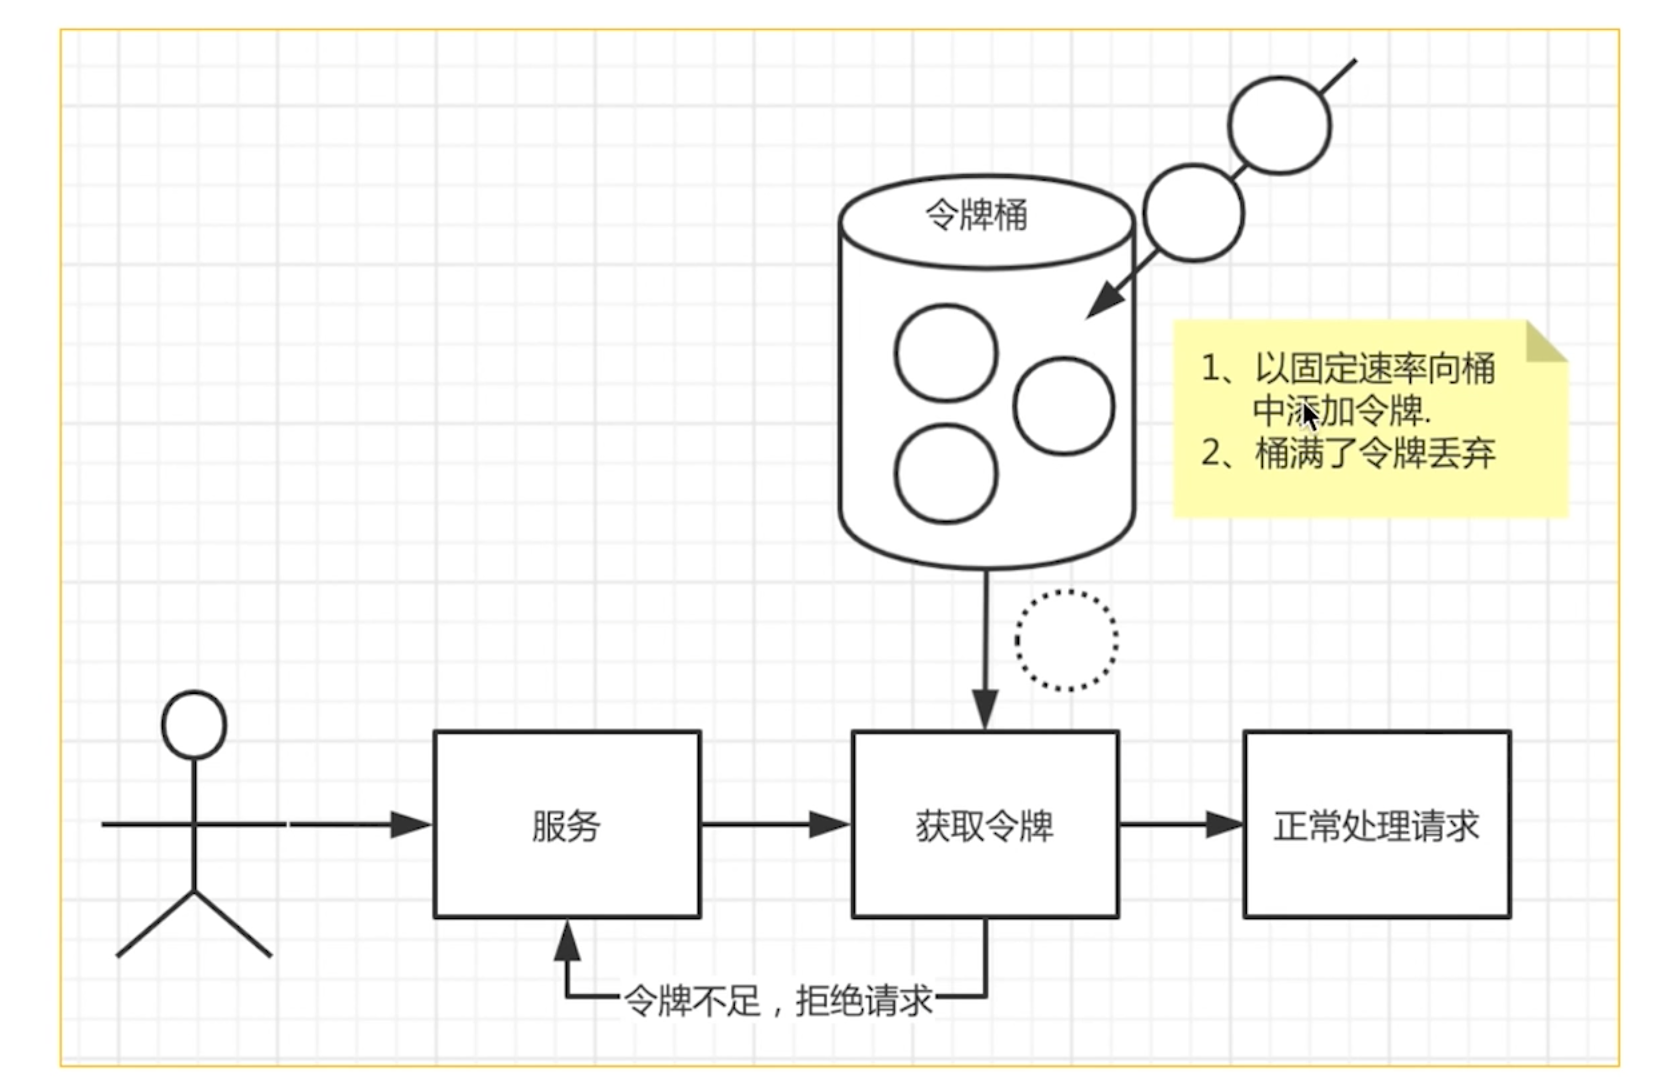 令牌桶
1、以固定速率向桶
中添加令牌.
2、桶满了令牌丢弃
服务
获取令牌
正常处理请求
令牌不足，拒绝请求